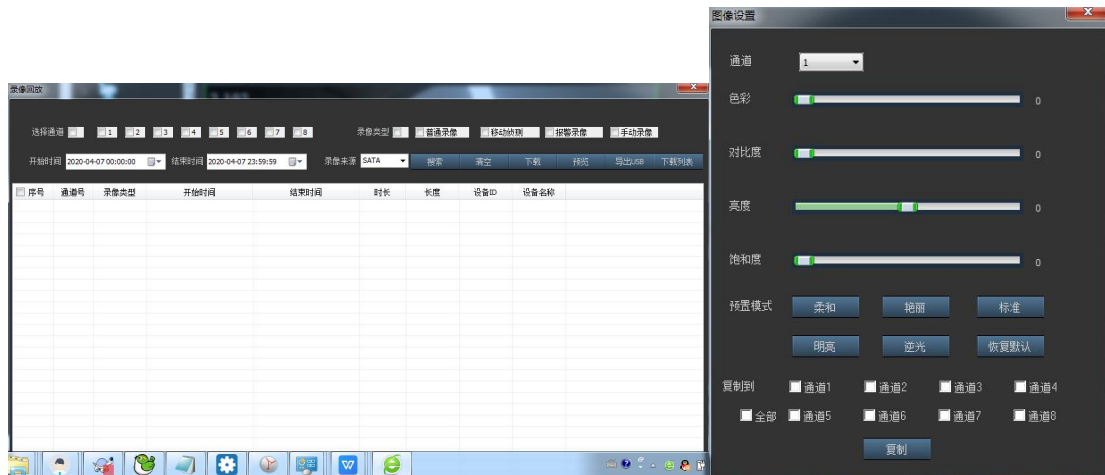 录像回放
选择通道 1 2 3 4 5 6 7 8 录像类型 普通录像 移动侦测 报警录像 手动录像
开始时间 2020-04-07 00:00:00 结束时间 2020-04-07 23:59:59 录像来源 SATA 搜索 清空 下载 预览 导出USB 下载列表
序号 通道号 录像类型 开始时间 结束时间 时长 长度 设备ID 设备名称
图像设置
通道 1
色彩 0
对比度 0
亮度 0
饱和度 0
预置模式 柔和 艳丽 标准
明亮 逆光 恢复默认
复制到 通道1 通道2 通道3 通道4
全部 通道5 通道6 通道7 通道8
复制